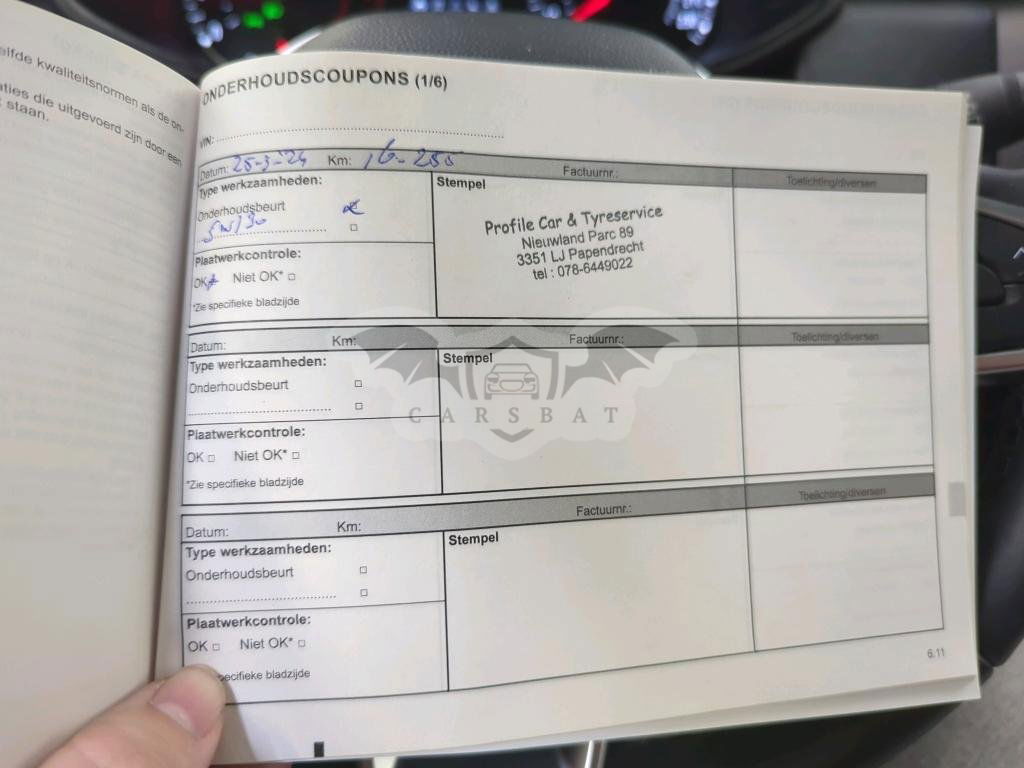 elfde kwaliteitsnormen als de on-
aties die uitgevoerd zijn door een
staan.
ONDERHOUDSCOUPONS (1/6)
VIN:
Datum: 25-3-'24 Km: 16-255 Factuurnr.: Toelichting/diversen
Type werkzaamheden:
Stempel
Onderhoudsbeurt
5W/30
Plaatwerkcontrole:
OK Niet OK*
*Zie specifieke bladzijde
Profile Car & Tyreservice
Nieuwland Parc 89
3351 LJ Papendrecht
tel : 078-6449022
Datum: Km: Factuurnr.: Toelichting/diversen
Type werkzaamheden:
Stempel
Onderhoudsbeurt
Plaatwerkcontrole:
OK Niet OK*
*Zie specifieke bladzijde
CARSBAT
Datum: Km: Factuurnr.: Toelichting/diversen
Type werkzaamheden:
Stempel
Onderhoudsbeurt
Plaatwerkcontrole:
OK Niet OK*
pecifieke bladzijde
6.11